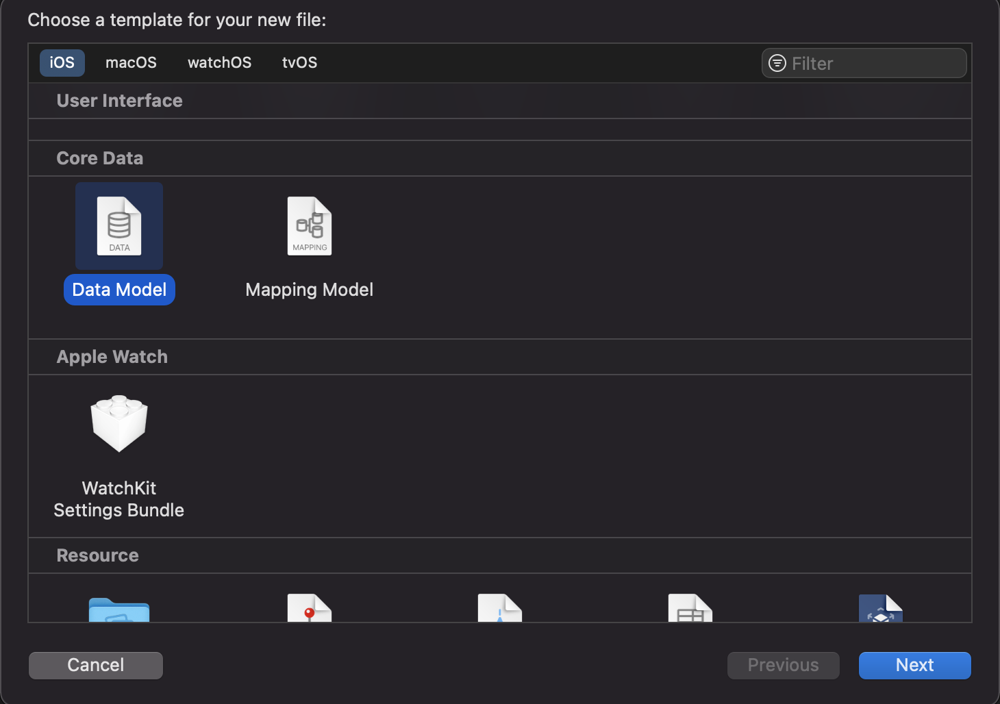 Choose a template for your new file:
iOS macOS watchOS tvOS Filter
User Interface
Core Data
DATA MAPPING
Data Model Mapping Model
Apple Watch
WatchKit
Settings Bundle
Resource
Cancel Previous Next